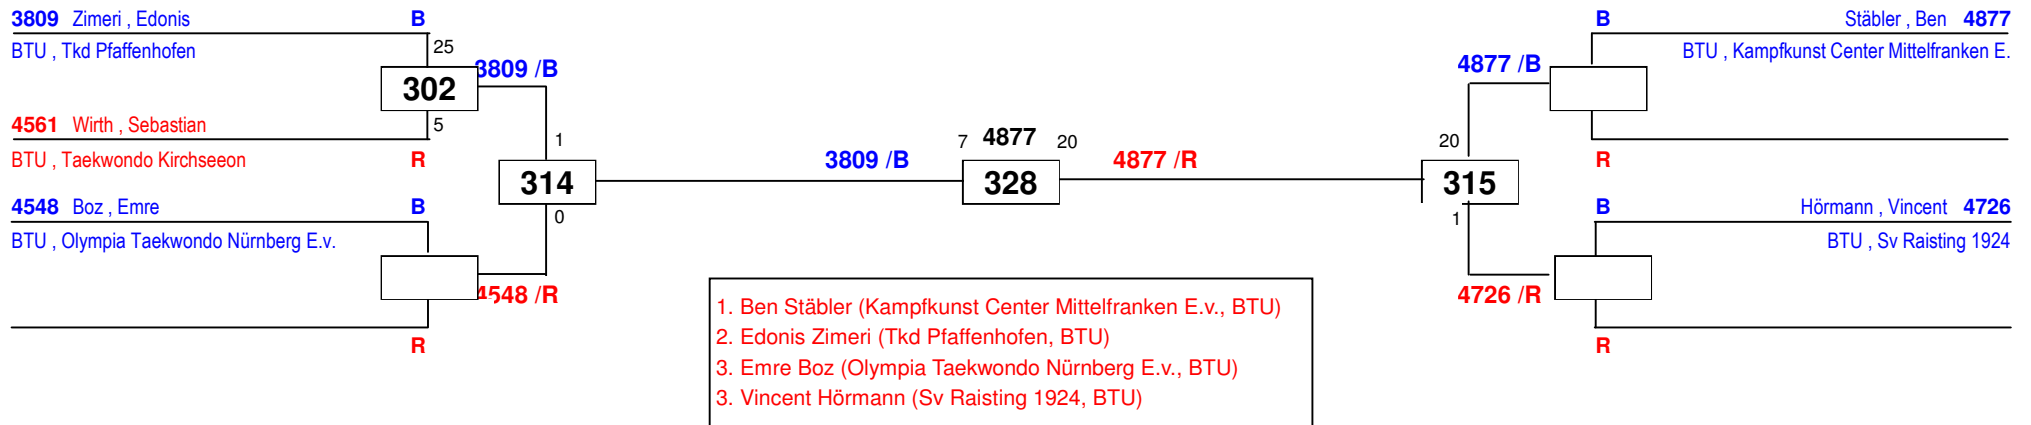 3809 Zimeri , Edonis B
BTU , Tkd Pfaffenhofen
25
302
3809 /B
5
4561 Wirth , Sebastian
BTU , Taekwondo Kirchseeon R
1
314
0
4548 Boz , Emre B
BTU , Olympia Taekwondo Nürnberg E.v.
4548 /R
R
3809 /B
7 4877 20
328
4877 /R
B Stäbler , Ben 4877
BTU , Kampfkunst Center Mittelfranken E.
4877 /B
R
20
315
1
B Hörmann , Vincent 4726
BTU , Sv Raisting 1924
4726 /R
R
1. Ben Stäbler (Kampfkunst Center Mittelfranken E.v., BTU)
2. Edonis Zimeri (Tkd Pfaffenhofen, BTU)
3. Emre Boz (Olympia Taekwondo Nürnberg E.v., BTU)
3. Vincent Hörmann (Sv Raisting 1924, BTU)